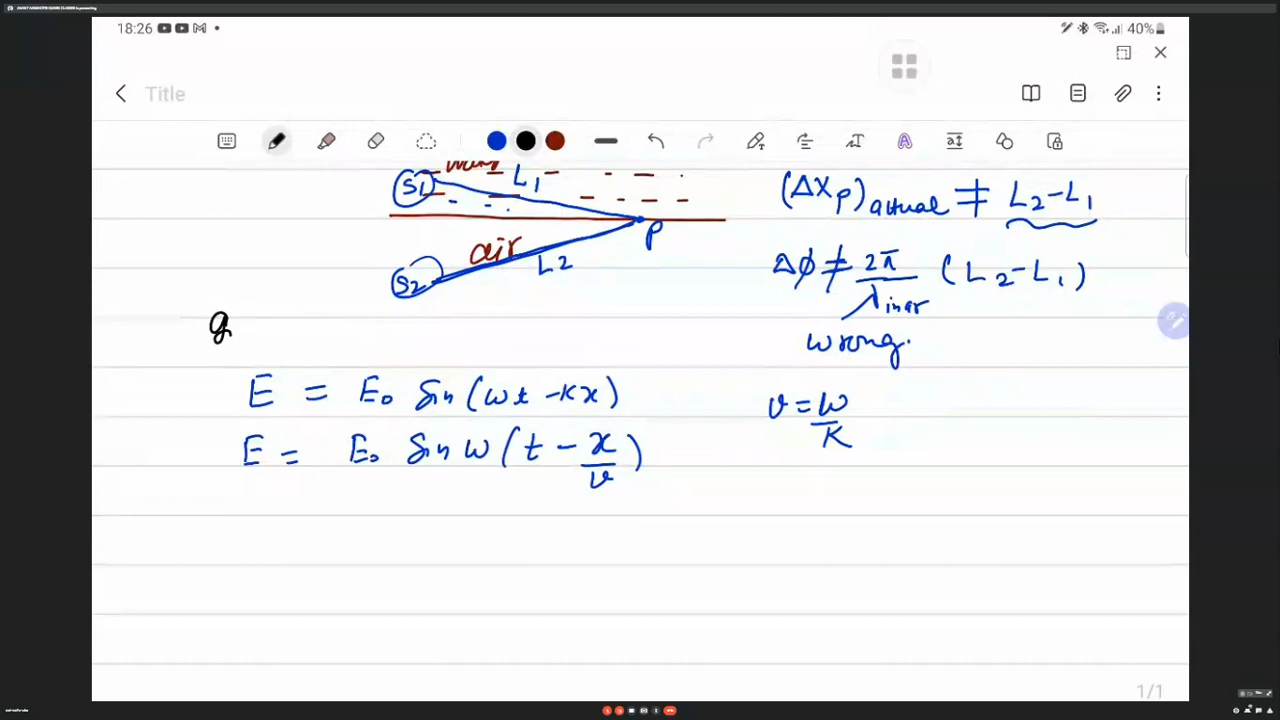 18:26
40%
Title
S1 L1
P
air
S2 L2
(ΔXp)actual ≠ L2-L1
Δφ ≠ 2π/λinair (L2-L1)
wrong.
g
E = E0 sin(ωt - Kx)
v = ω/K
E = E0 sin ω(t - x/v)
1/1